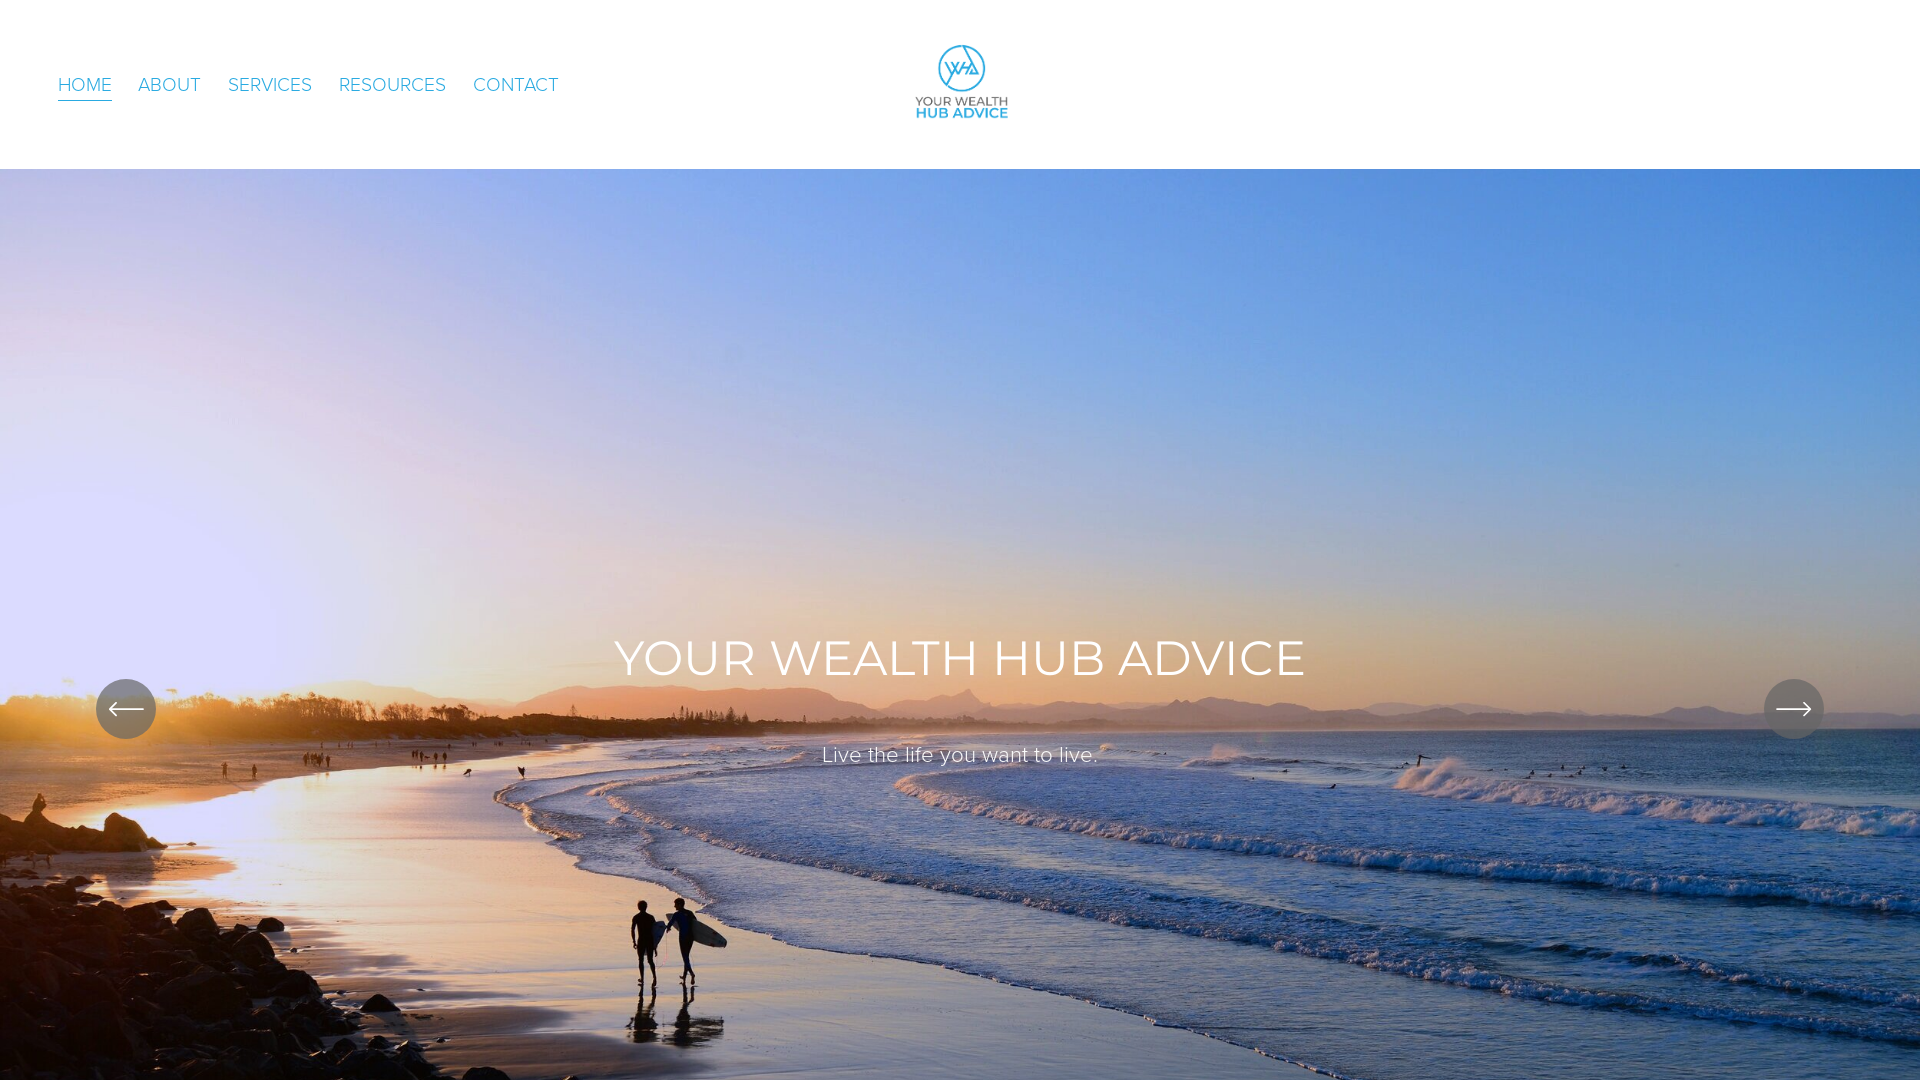 HOME
ABOUT
SERVICES
RESOURCES
CONTACT
WHA
YOUR WEALTH
HUB ADVICE
YOUR WEALTH HUB ADVICE
Live the life you want to live.